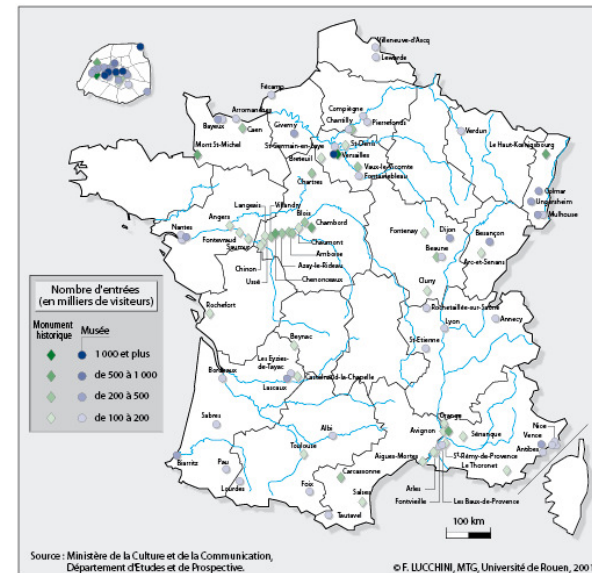 Villeneuve-d'Ascq
Lewarde
Fécamp
Arromanches
Compiègne
Bayeux
Caen
Giverny
Chantilly
Pierrefonds
Verdun
Mont St-Michel
St-Germain-en-Laye
St-Denis
Le Haut-Kœnigsbourg
Breteuil
Versailles
Vaux-le-Vicomte
Fontainebleau
Chartres
Colmar
Ungersheim
Mulhouse
Langeais
Villandry
Blois
Angers
Chambord
Nantes
Fontevraud
Saumur
Chaumont
Amboise
Chinon
Azay-le-Rideau
Ussé
Chenonceaux
Fontenay
Dijon
Besançon
Beaune
Arc-et-Senans
Cluny
Nombre d'entrées
(en milliers de visiteurs)
Monument
historique
Musée
1 000 et plus
de 500 à 1 000
de 200 à 500
de 100 à 200
Rochefort
Rochetaillée-sur-Saône
Lyon
Annecy
St-Etienne
Beynac
Les Eyzies-
de-Tayac
Bordeaux
Lascaux
Castelnaud-la-Chapelle
Sabres
Albi
Orange
Avignon
Sénanque
Nice
Vence
Toulouse
Antibes
Biarritz
Pau
Aigues-Mortes
St-Rémy-de-Provence
Le Thoronet
Carcassonne
Lourdes
Foix
Salses
Arles
Fontvieille
Les Baux-de-Provence
Tautavel
100 km
Source : Ministère de la Culture et de la Communication,
Département d'Etudes et de Prospective.
© F. LUCCHINI, MTG, Université de Rouen, 2001